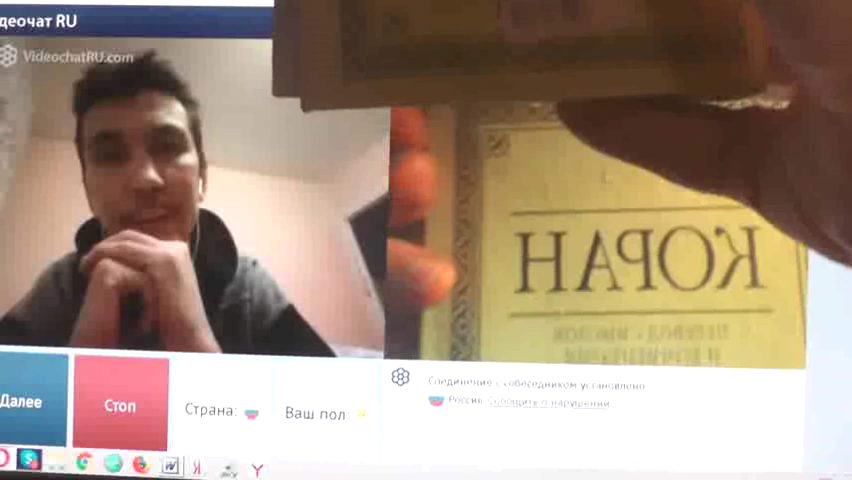 деочат RU
VideochatRU.com
КОРАН
Далее
Стоп
Страна:
Ваш пол:
Соединение с собеседником установлено
Россия Сообщить о нарушении